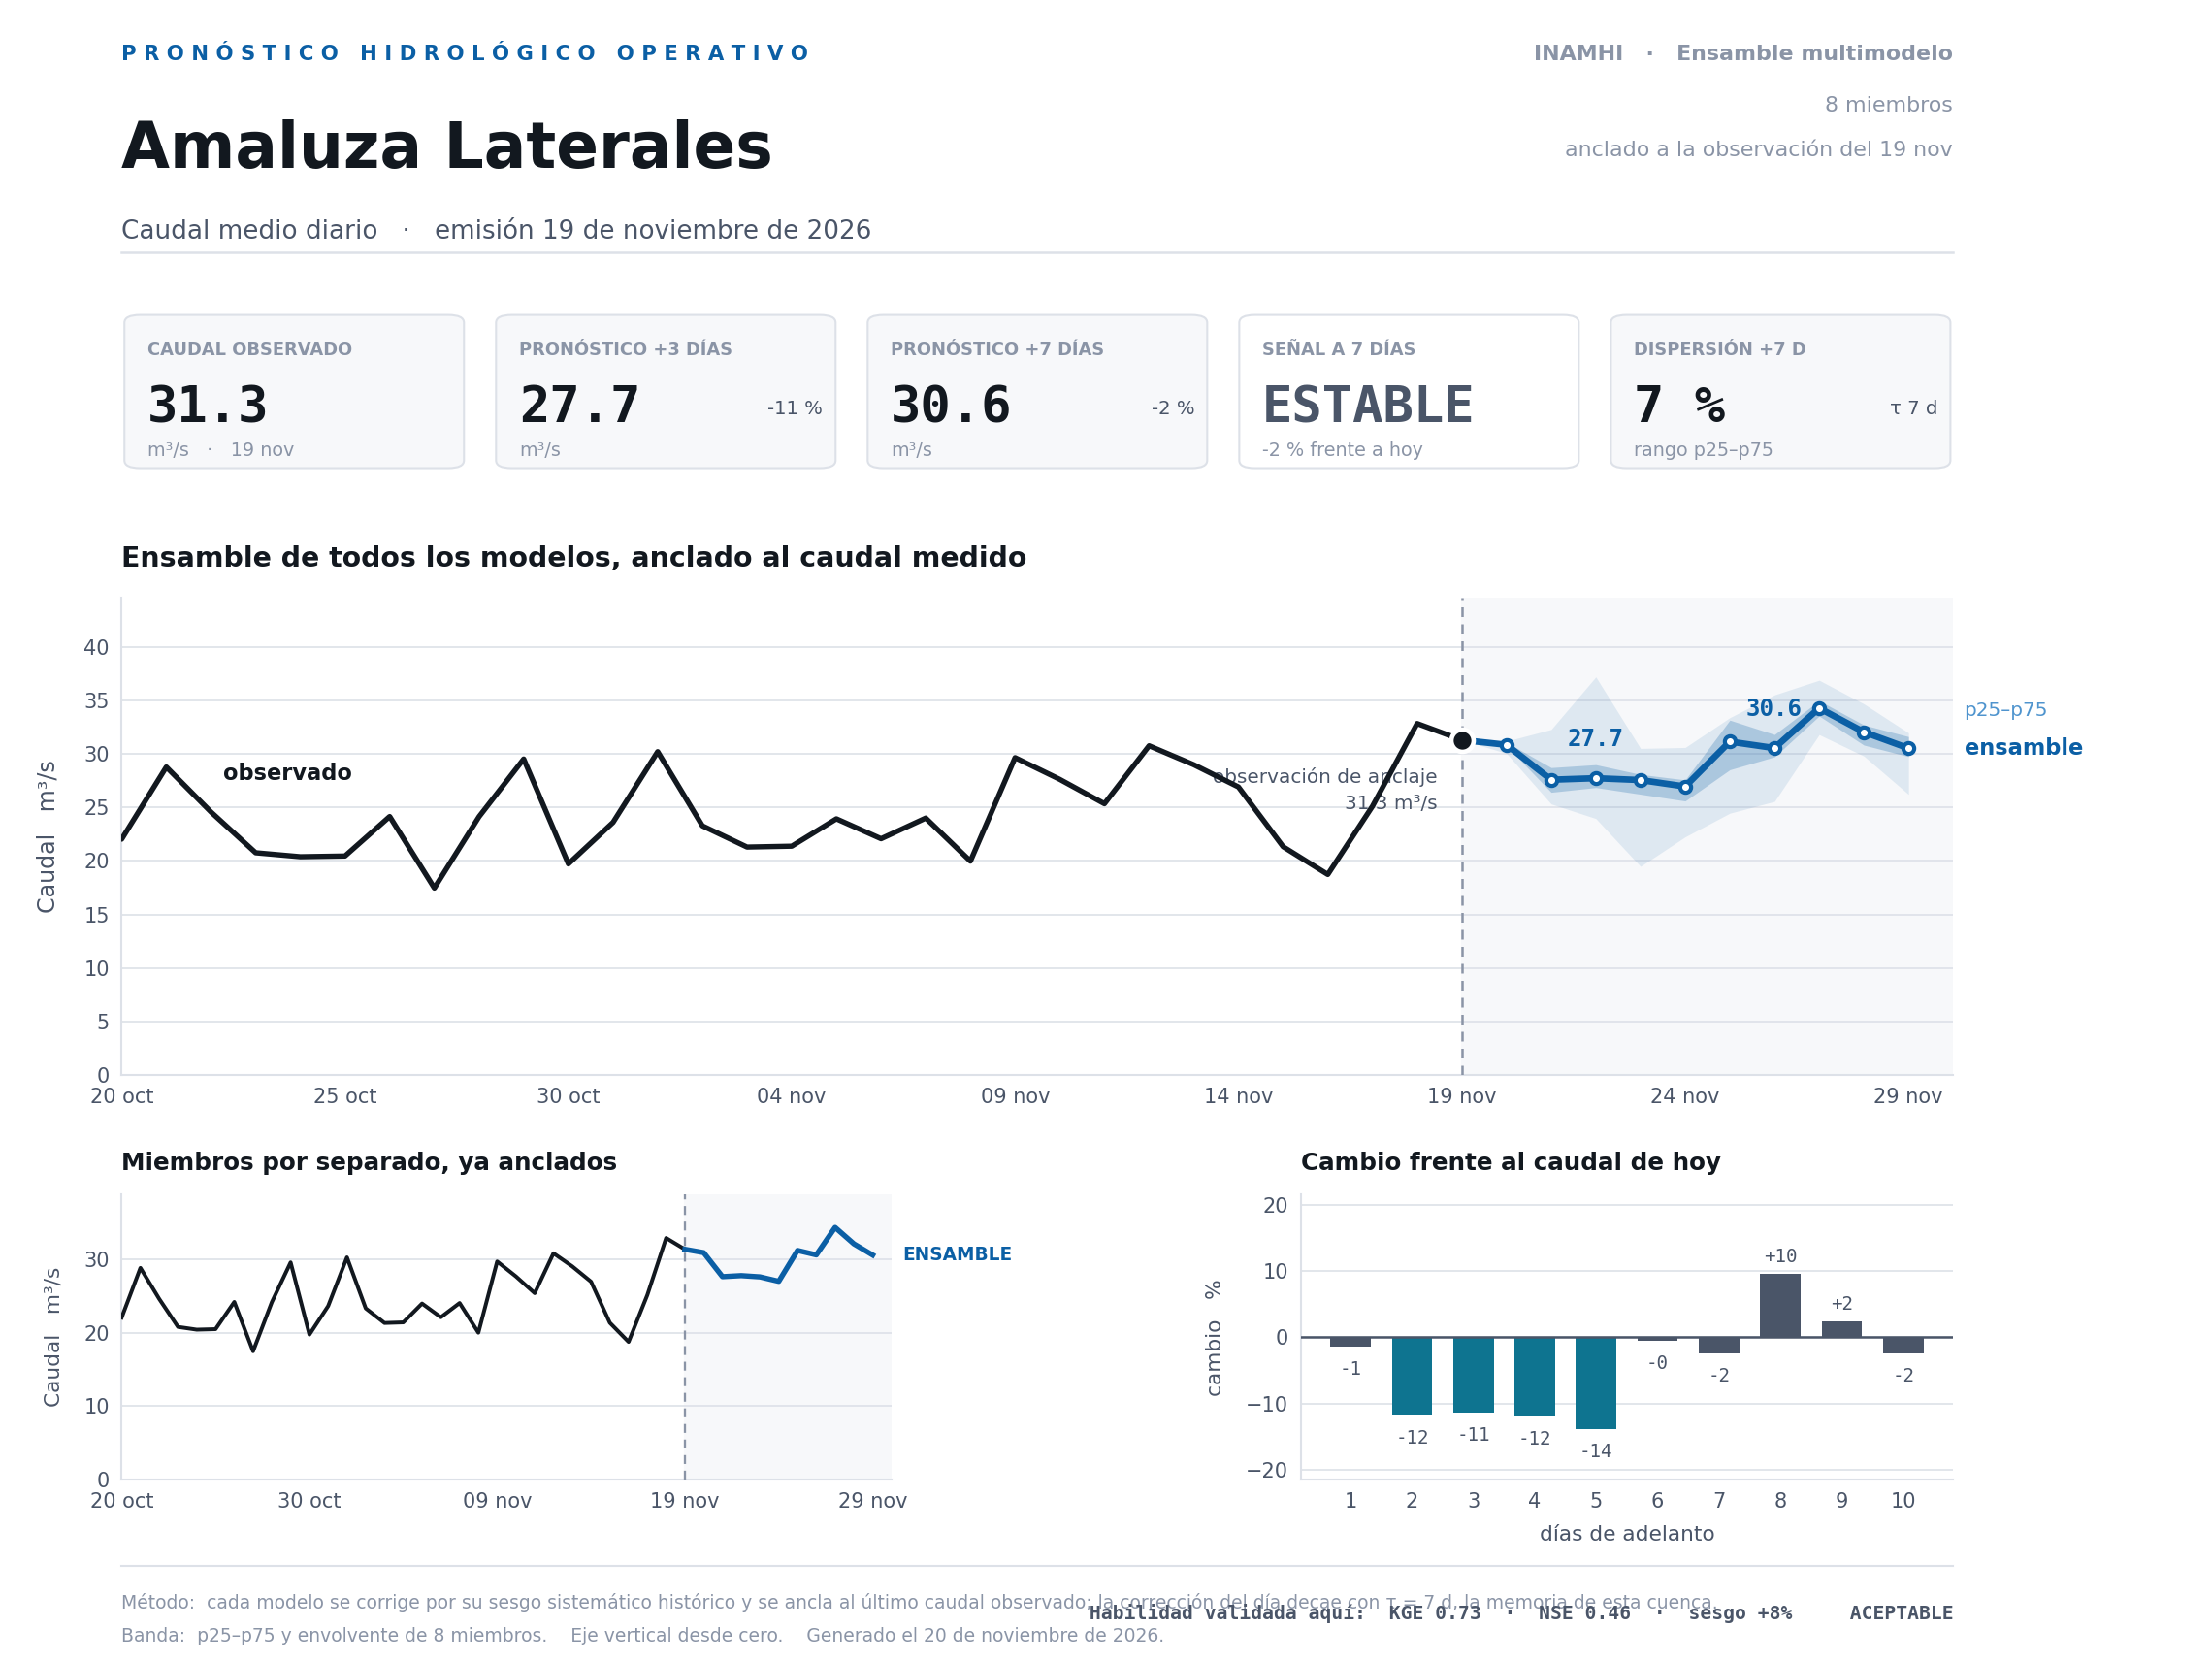 PRONÓSTICO HIDROLÓGICO OPERATIVO
INAMHI · Ensamble multimodelo
8 miembros
Amaluza Laterales
anclado a la observación del 19 nov
Caudal medio diario · emisión 19 de noviembre de 2026
CAUDAL OBSERVADO
31.3
m³/s · 19 nov
PRONÓSTICO +3 DÍAS
27.7 -11 %
m³/s
PRONÓSTICO +7 DÍAS
30.6 -2 %
m³/s
SEÑAL A 7 DÍAS
ESTABLE
-2 % frente a hoy
DISPERSIÓN +7 D
7 % τ 7 d
rango p25–p75
Ensamble de todos los modelos, anclado al caudal medido
Caudal m³/s
40
35
30
25
20
15
10
5
0
observado
observación de anclaje
31.3 m³/s
27.7
30.6
p25–p75
ensamble
20 oct 25 oct 30 oct 04 nov 09 nov 14 nov 19 nov 24 nov 29 nov
Miembros por separado, ya anclados
Caudal m³/s
30
20
10
0
ENSAMBLE
20 oct 30 oct 09 nov 19 nov 29 nov
Cambio frente al caudal de hoy
cambio %
20
10
0
−10
−20
-1 -12 -11 -12 -14 -0 -2 +10 +2 -2
1 2 3 4 5 6 7 8 9 10
días de adelanto
Método: cada modelo se corrige por su sesgo sistemático histórico y se ancla al último caudal observado; la corrección del día decae con τ = 7 d, la memoria de esta cuenca.
Habilidad validada aquí: KGE 0.73 · NSE 0.46 · sesgo +8% ACEPTABLE
Banda: p25–p75 y envolvente de 8 miembros. Eje vertical desde cero. Generado el 20 de noviembre de 2026.